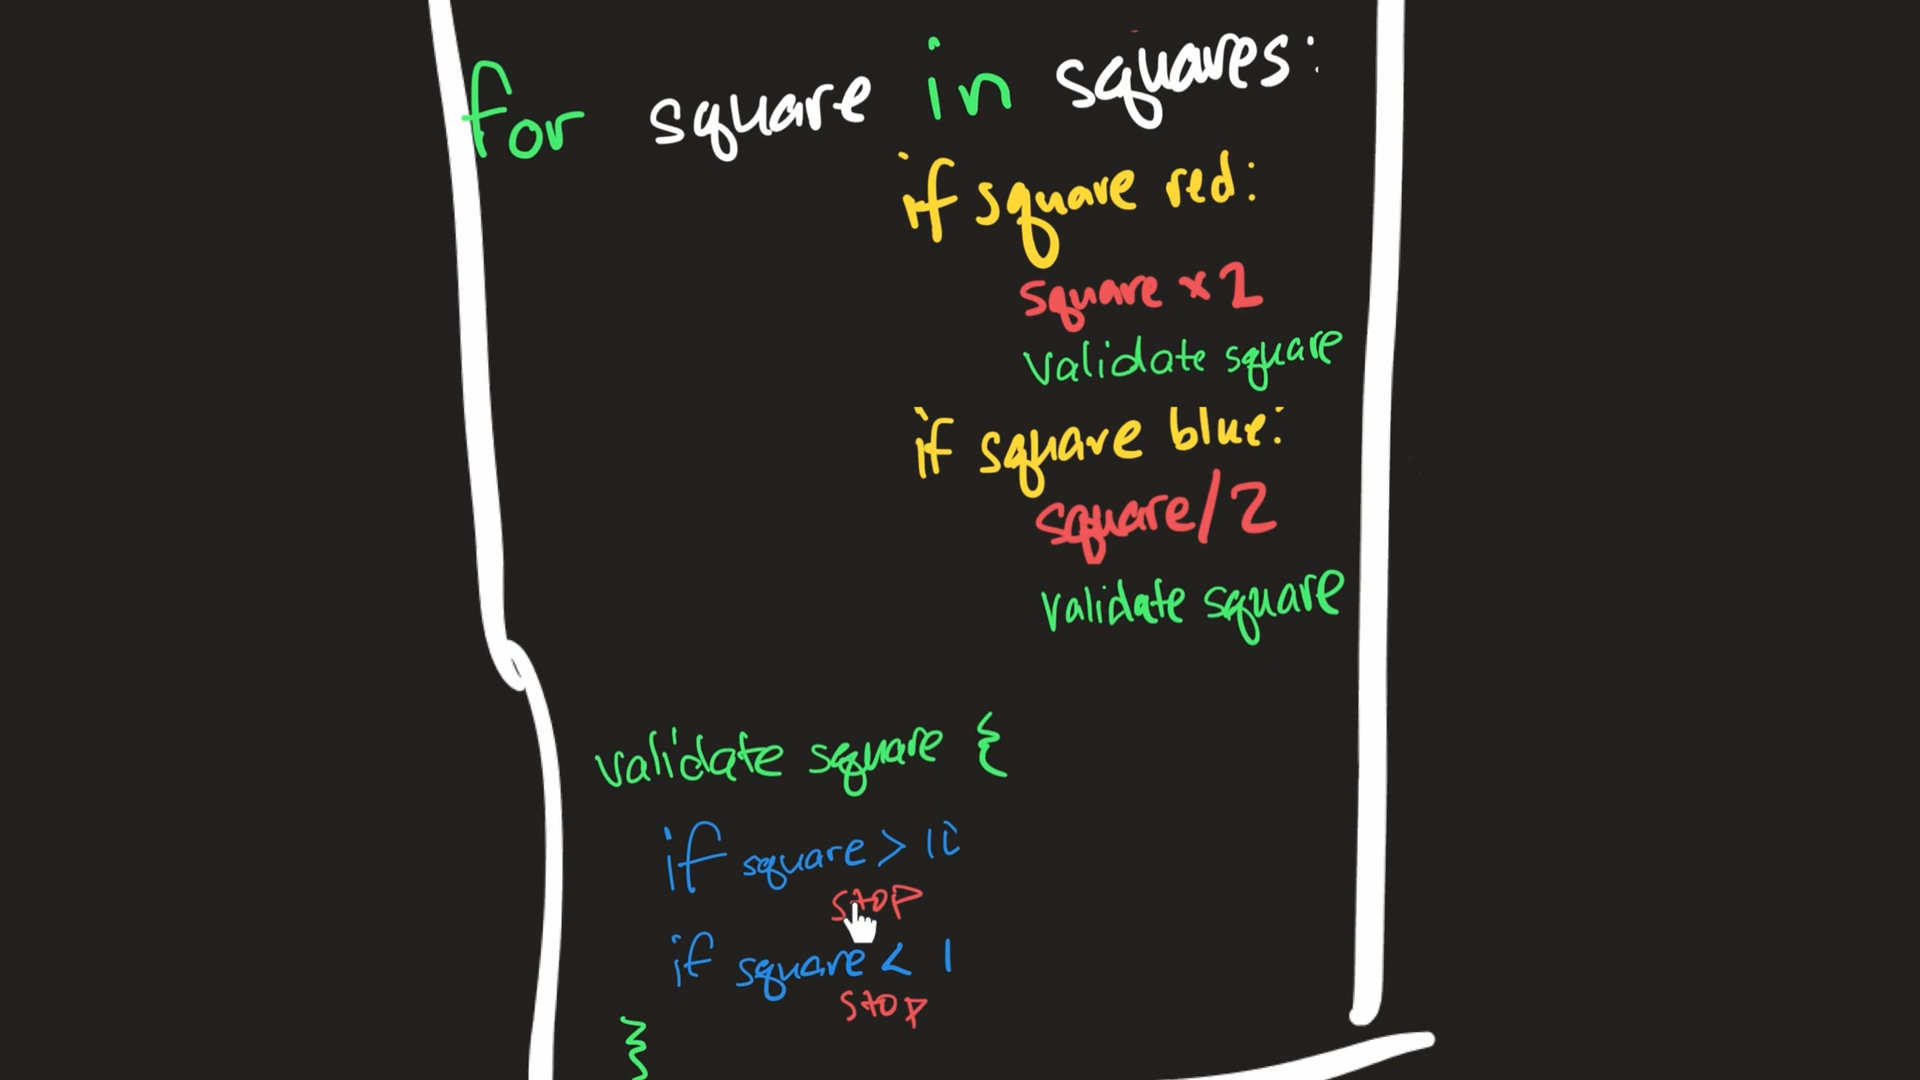 for square in squares:
if square red:
square × 2
validate square
if square blue:
square / 2
validate square
validate square {
if square > 10
stop
if square < 1
stop
}